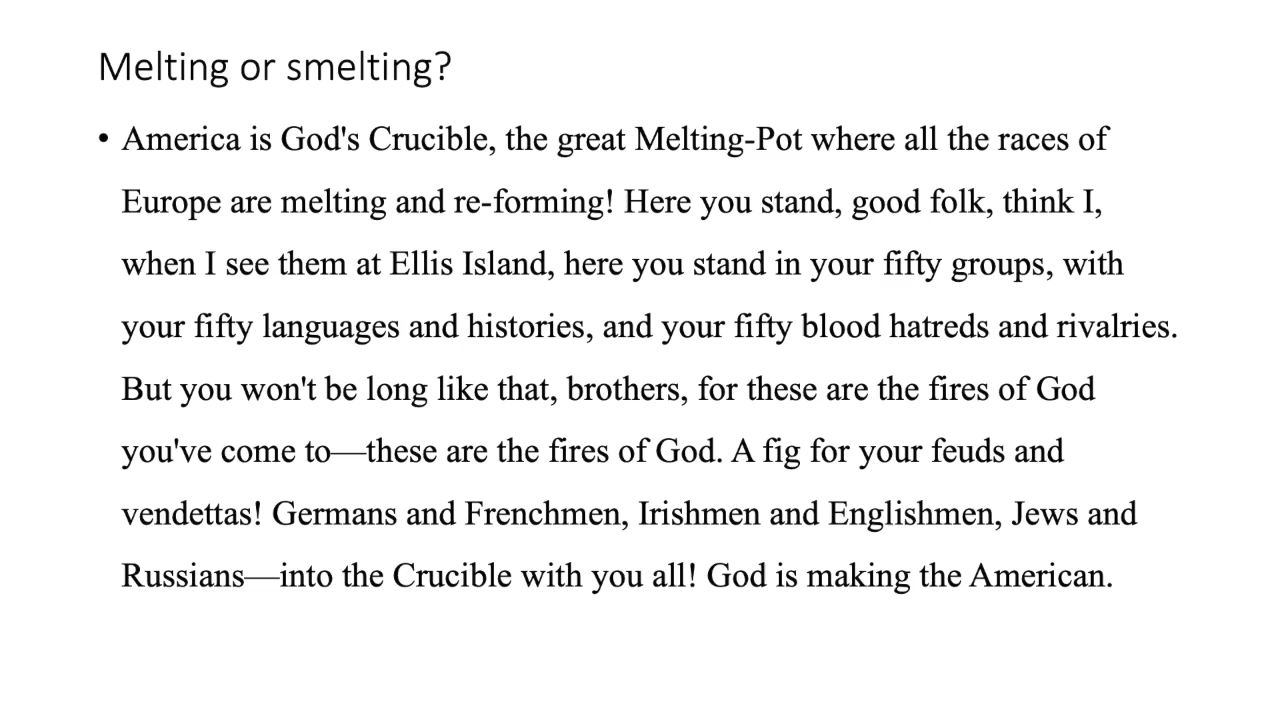 Melting or smelting?
• America is God's Crucible, the great Melting-Pot where all the races of
Europe are melting and re-forming! Here you stand, good folk, think I,
when I see them at Ellis Island, here you stand in your fifty groups, with
your fifty languages and histories, and your fifty blood hatreds and rivalries.
But you won't be long like that, brothers, for these are the fires of God
you've come to—these are the fires of God. A fig for your feuds and
vendettas! Germans and Frenchmen, Irishmen and Englishmen, Jews and
Russians—into the Crucible with you all! God is making the American.